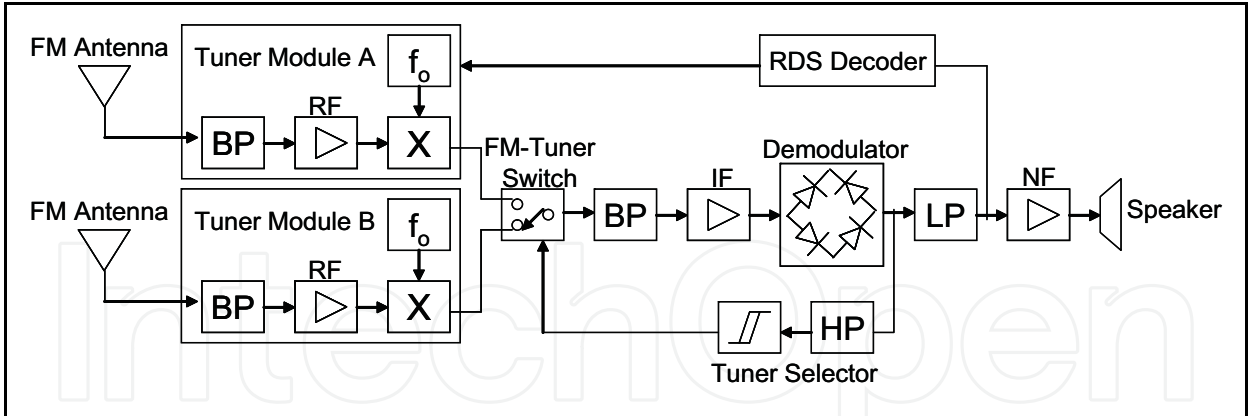 FM Antenna
Tuner Module A
fo
RF
BP
X
RDS Decoder
FM-Tuner
Switch
BP
IF
Demodulator
LP
NF
Speaker
FM Antenna
Tuner Module B
fo
RF
BP
X
HP
Tuner Selector
IntechOpen